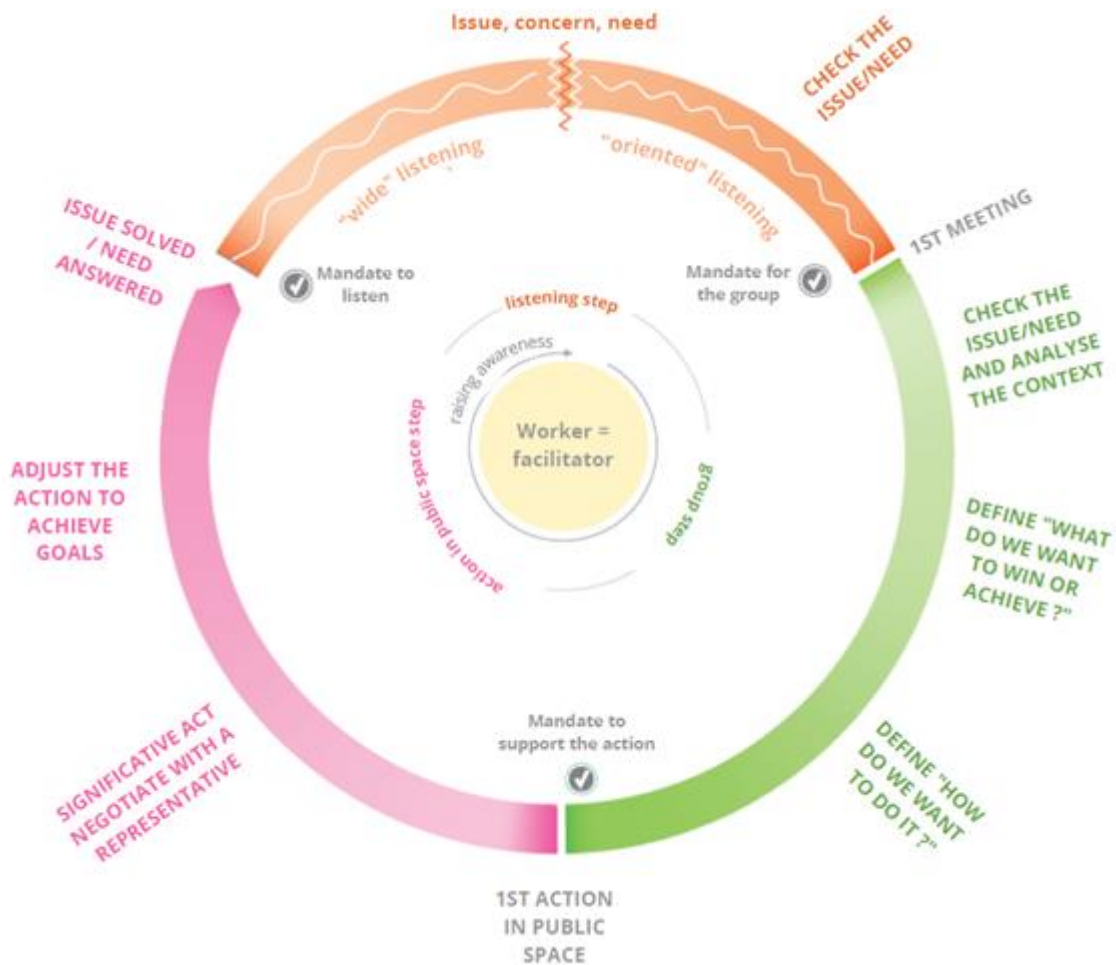 Issue, concern, need
CHECK THE
ISSUE/NEED
"wide" listening
"oriented" listening
1ST MEETING
ISSUE SOLVED
/ NEED
ANSWERED
Mandate to
listen
Mandate for
the group
listening step
raising awareness
Worker =
facilitator
action in public space step
group step
CHECK THE
ISSUE/NEED
AND ANALYSE
THE CONTEXT
ADJUST THE
ACTION TO
ACHIEVE
GOALS
DEFINE "WHAT
DO WE WANT
TO WIN OR
ACHIEVE ?"
Mandate to
support the action
SIGNIFICATIVE ACT
NEGOTIATE WITH A
REPRESENTATIVE
DEFINE "HOW
DO WE WANT
TO DO IT ?"
1ST ACTION
IN PUBLIC
SPACE